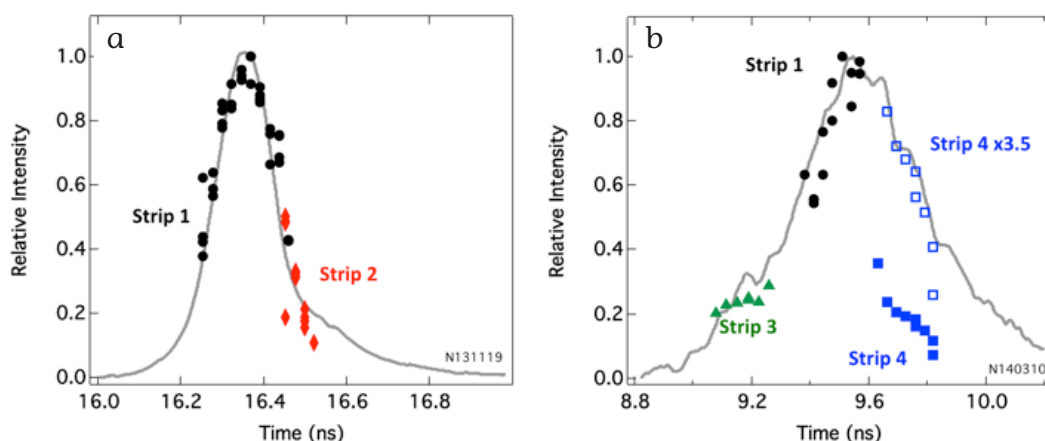 a
1.0
0.8
0.6
0.4
0.2
0.0
Relative Intensity
Strip 1
Strip 2
N131119
16.0 16.2 16.4 16.6 16.8
Time (ns)
b
1.0
0.8
0.6
0.4
0.2
0.0
Relative Intensity
Strip 1
Strip 4 x3.5
Strip 3
Strip 4
N140310
8.8 9.2 9.6 10.0
Time (ns)